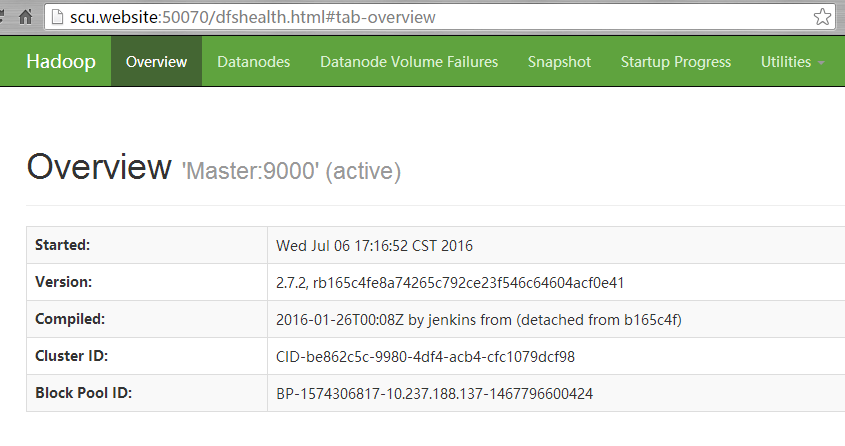 scu.website:50070/dfshealth.html#tab-overview
Hadoop Overview Datanodes Datanode Volume Failures Snapshot Startup Progress Utilities
Overview 'Master:9000' (active)
Started: Wed Jul 06 17:16:52 CST 2016
Version: 2.7.2, rb165c4fe8a74265c792ce23f546c64604acf0e41
Compiled: 2016-01-26T00:08Z by jenkins from (detached from b165c4f)
Cluster ID: CID-be862c5c-9980-4df4-acb4-cfc1079dcf98
Block Pool ID: BP-1574306817-10.237.188.137-1467796600424